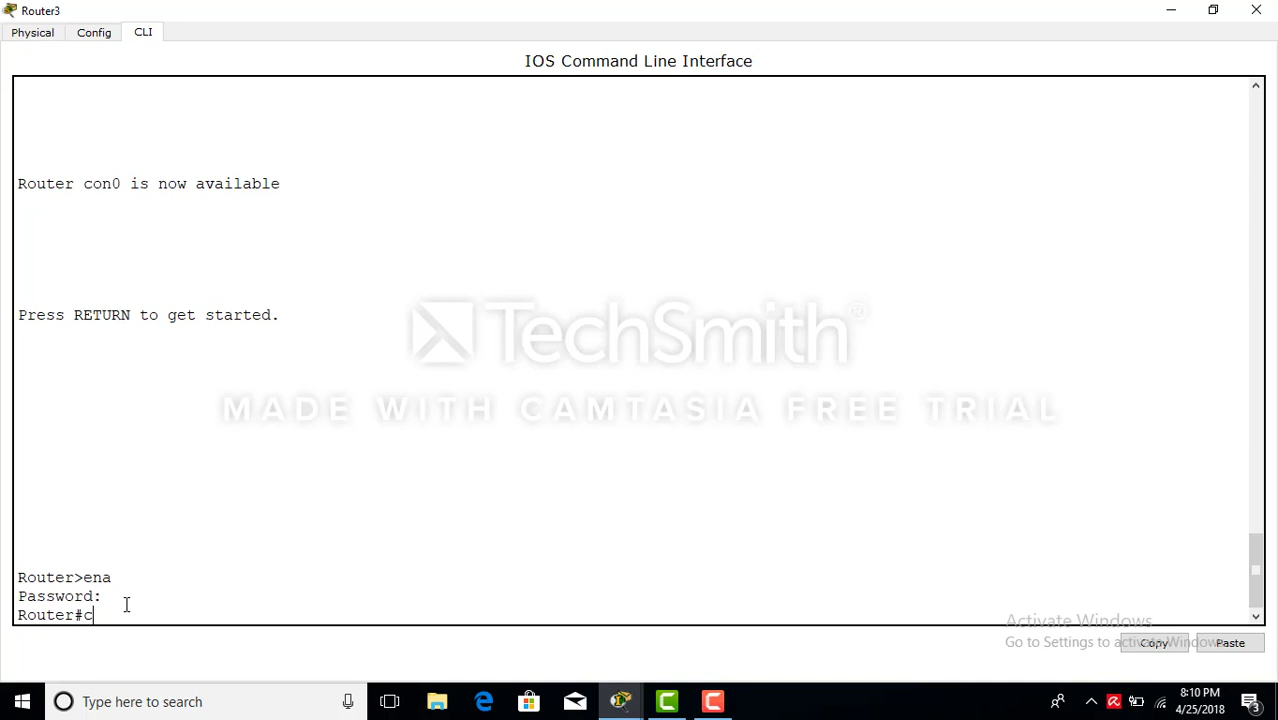 Router3
Physical Config CLI
IOS Command Line Interface
Router con0 is now available
Press RETURN to get started.
TechSmith®
MADE WITH CAMTASIA FREE TRIAL
Router>ena
Password:
Router#c
Activate Windows
Go to Settings to activate Windows.
Copy Paste
Type here to search
8:10 PM
4/25/2018
3